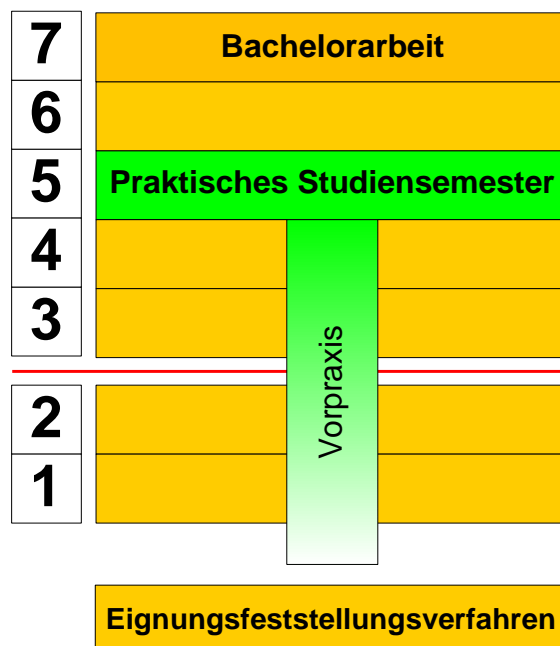 7 Bachelorarbeit
6
5 Praktisches Studiensemester
4
3
Vorpraxis
2
1
Eignungsfeststellungsverfahren